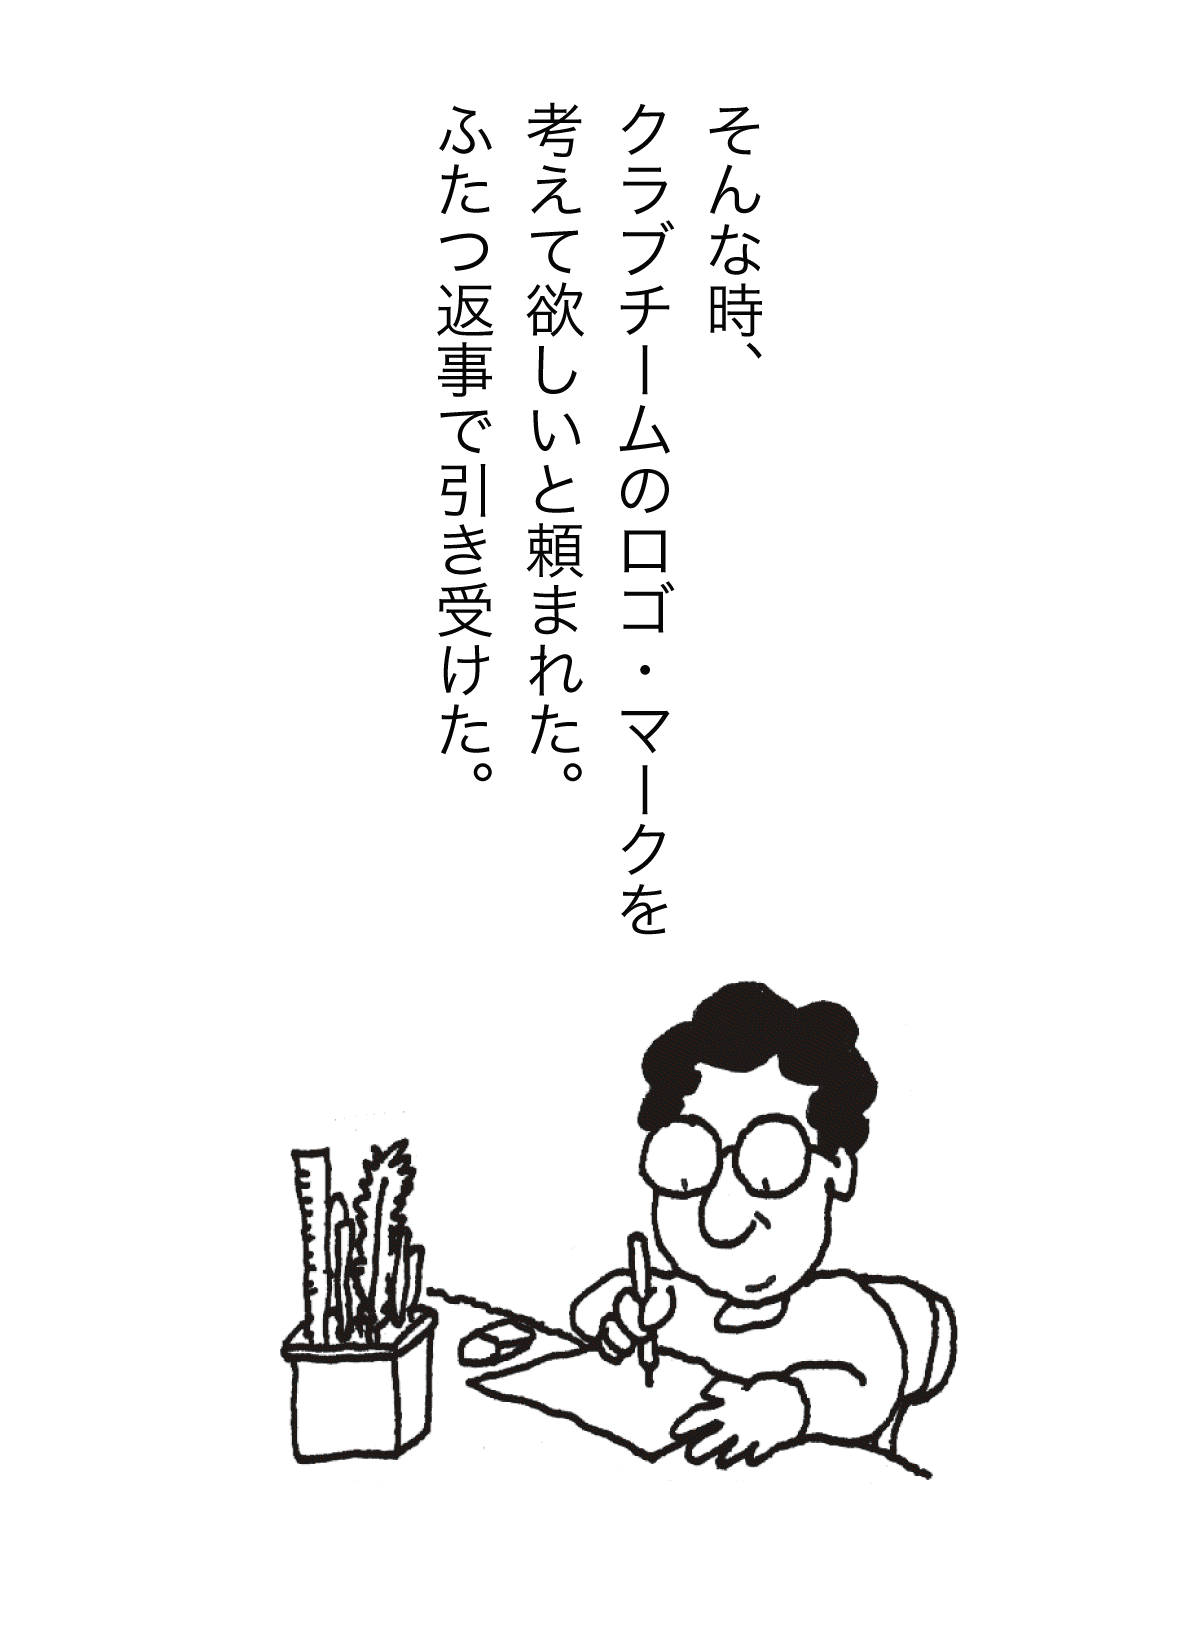 そんな時、
クラブチームのロゴ・マークを
考えて欲しいと頼まれた。
ふたつ返事で引き受けた。